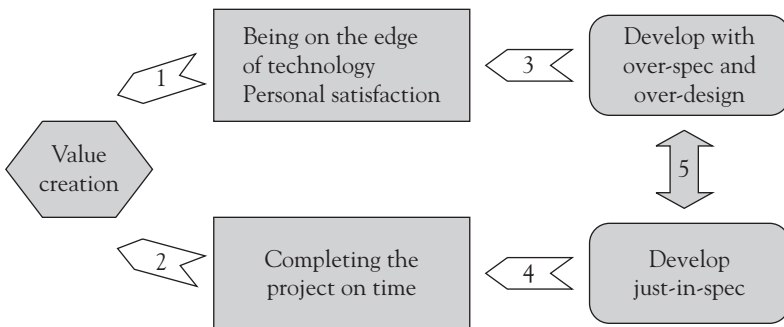 Being on the edge
of technology
Personal satisfaction
Develop with
over-spec and
over-design
1
3
Value
creation
5
2
Completing the
project on time
4
Develop
just-in-spec